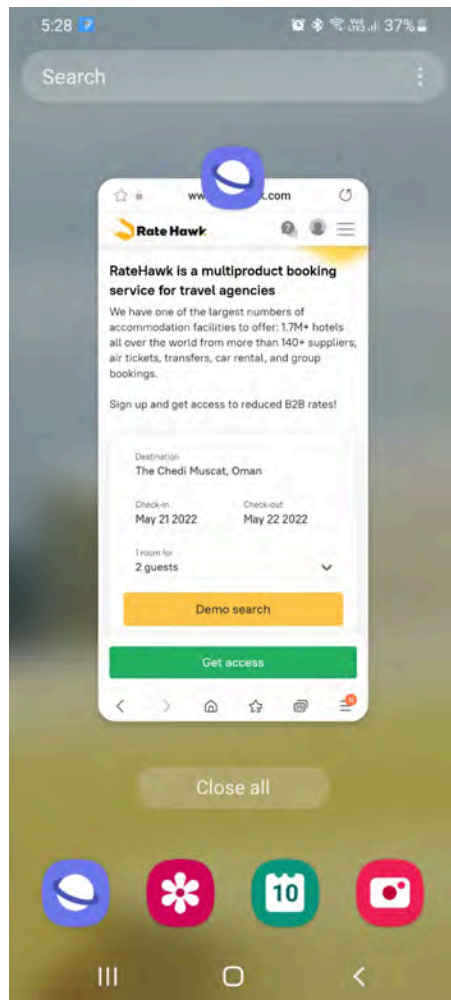 5:28
37%
Search
ww
.com
Rate Hawk
RateHawk is a multiproduct booking
service for travel agencies
We have one of the largest numbers of
accommodation facilities to offer: 1.7M+ hotels
all over the world from more than 140+ suppliers,
air tickets, transfers, car rental, and group
bookings.
Sign up and get access to reduced B2B rates!
Destination
The Chedi Muscat, Oman
Check-in Check-out
May 21 2022 May 22 2022
1 room for
2 guests
Demo search
Get access
N
Close all
10